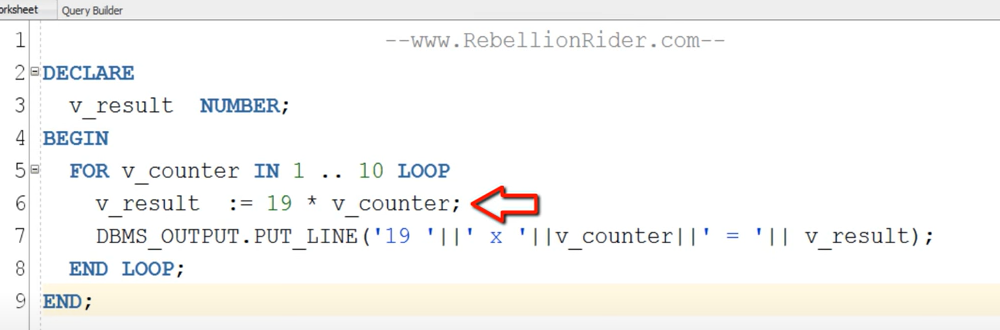 orksheet Query Builder
1 --www.RebellionRider.com--
2 DECLARE
3 v_result NUMBER;
4 BEGIN
5 FOR v_counter IN 1 .. 10 LOOP
6 v_result := 19 * v_counter;
7 DBMS_OUTPUT.PUT_LINE('19 '||' x '||v_counter||' = '|| v_result);
8 END LOOP;
9 END;